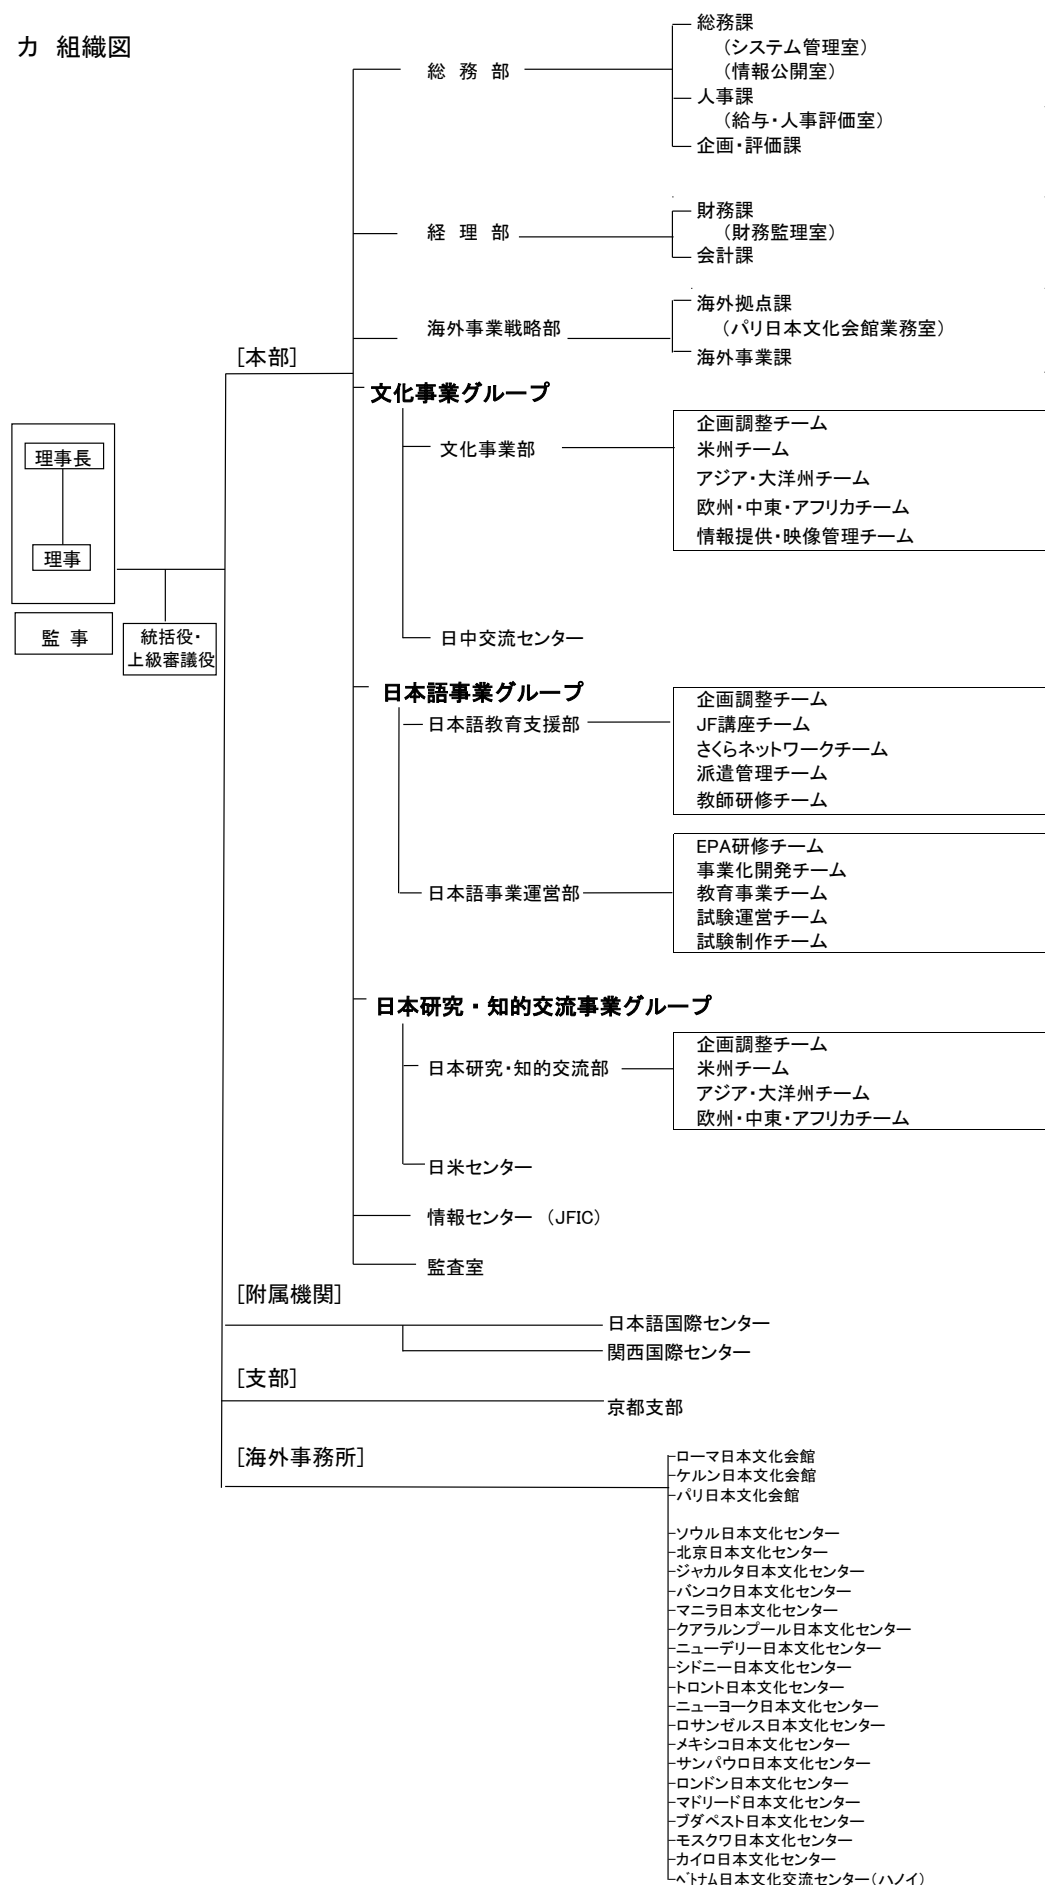 カ 組織図
総務課
（システム管理室）
（情報公開室）
総 務 部
人事課
（給与・人事評価室）
企画・評価課
財務課
（財務監理室）
経 理 部
会計課
海外拠点課
（パリ日本文化会館業務室）
海外事業戦略部
海外事業課
[本部]
文化事業グループ
企画調整チーム
文化事業部
米州チーム
アジア・大洋州チーム
欧州・中東・アフリカチーム
情報提供・映像管理チーム
理事長
理事
監 事
統括役・
上級審議役
日中交流センター
日本語事業グループ
企画調整チーム
日本語教育支援部
JF講座チーム
さくらネットワークチーム
派遣管理チーム
教師研修チーム
EPA研修チーム
事業化開発チーム
日本語事業運営部
教育事業チーム
試験運営チーム
試験制作チーム
日本研究・知的交流事業グループ
企画調整チーム
日本研究・知的交流部
米州チーム
アジア・大洋州チーム
欧州・中東・アフリカチーム
日米センター
情報センター （JFIC）
監査室
[附属機関]
日本語国際センター
関西国際センター
[支部]
京都支部
[海外事務所]
ローマ日本文化会館
ケルン日本文化会館
パリ日本文化会館
ソウル日本文化センター
北京日本文化センター
ジャカルタ日本文化センター
バンコク日本文化センター
マニラ日本文化センター
クアラルンプール日本文化センター
ニューデリー日本文化センター
シドニー日本文化センター
トロント日本文化センター
ニューヨーク日本文化センター
ロサンゼルス日本文化センター
メキシコ日本文化センター
サンパウロ日本文化センター
ロンドン日本文化センター
マドリード日本文化センター
ブダペスト日本文化センター
モスクワ日本文化センター
カイロ日本文化センター
ベトナム日本文化交流センター（ハノイ）